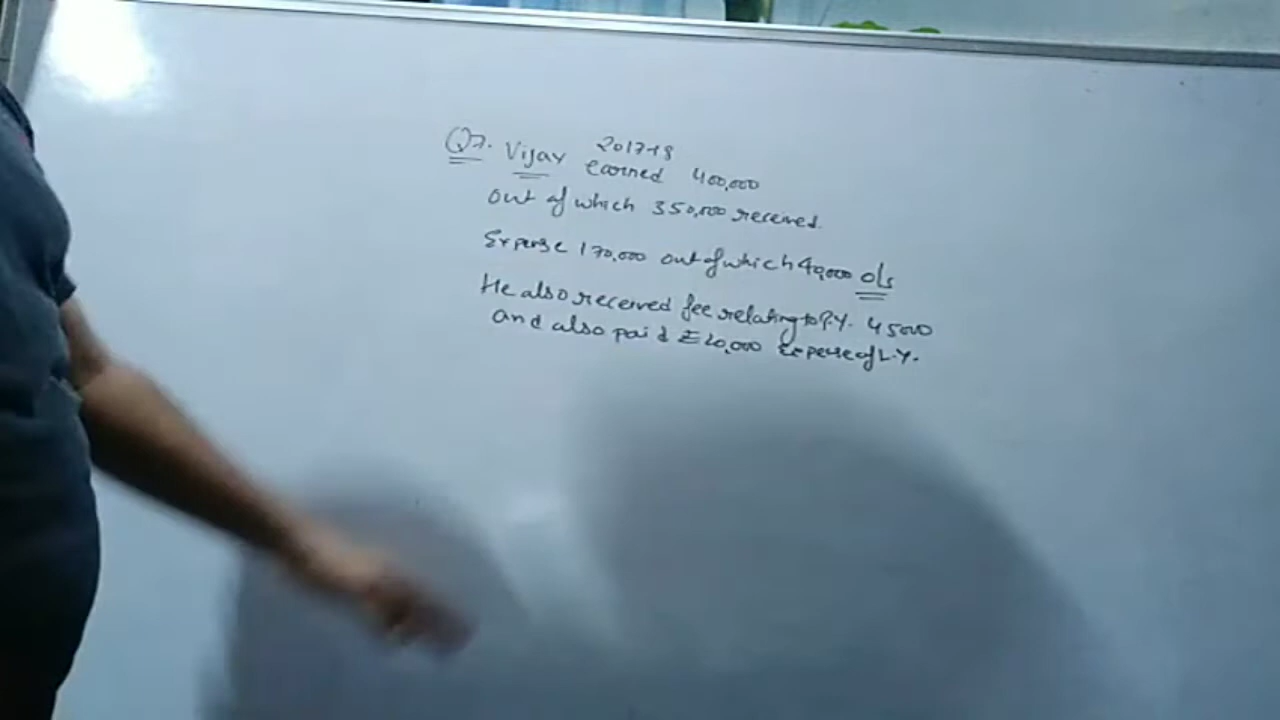 Q7. Vijay earned 2017-18 400,000
out of which 350,000 received.
Expense 170,000 out of which 40,000 o/s
He also received fee relating to P.Y. 45000
and also paid ₹20,000 Expense of L.Y.